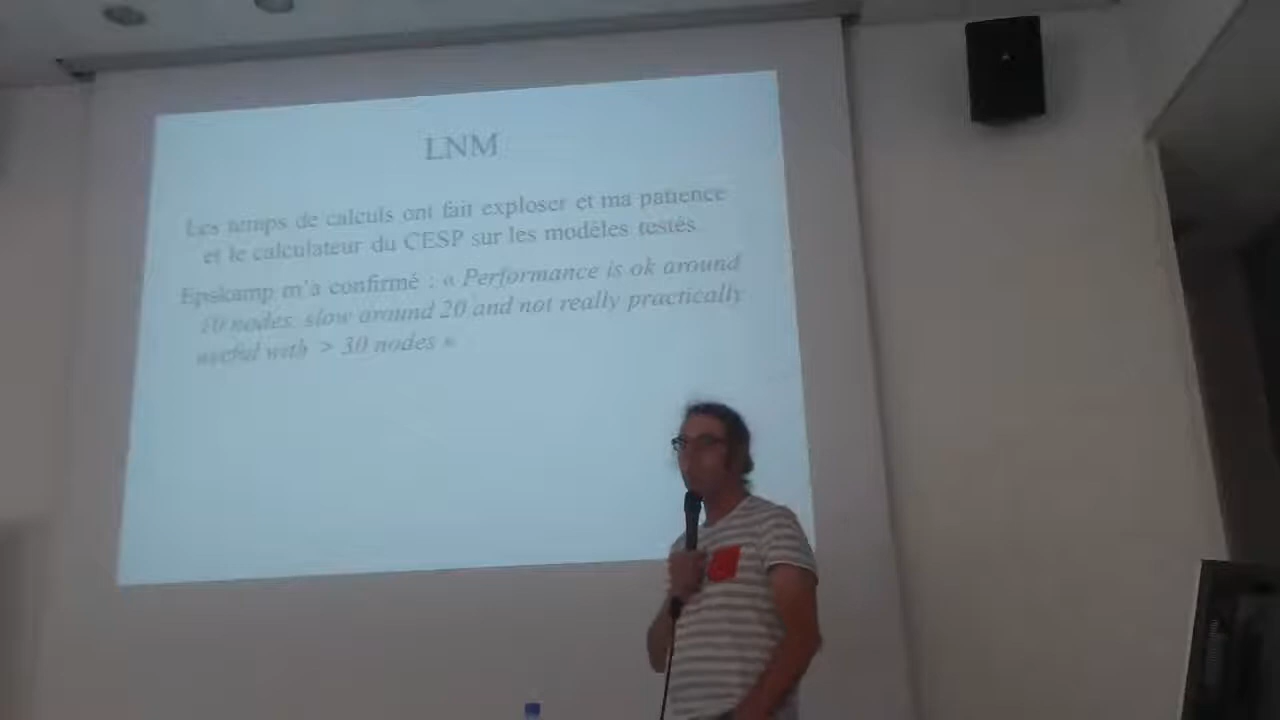 LNM
Les temps de calculs ont fait exploser et ma patience
et le calculateur du CESP sur les modèles testés.
Epskamp m'a confirmé : « Performance is ok around
10 nodes, slow around 20 and not really practically
useful with > 30 nodes »